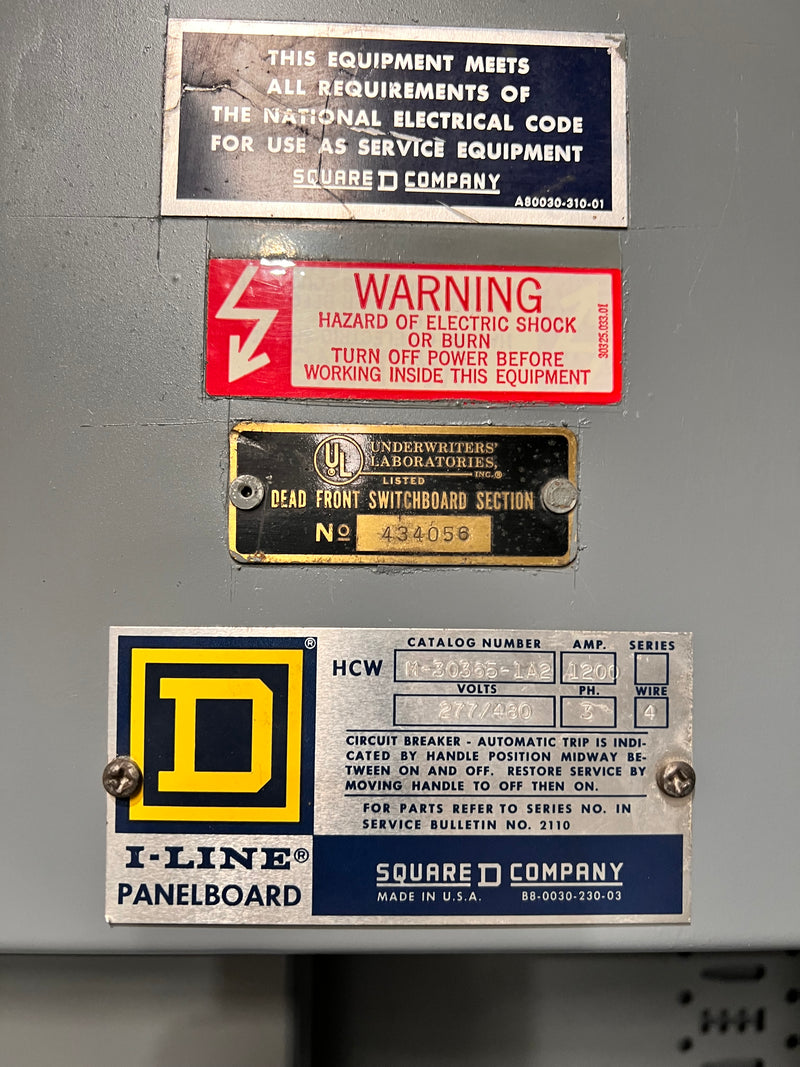 THIS EQUIPMENT MEETS
ALL REQUIREMENTS OF
THE NATIONAL ELECTRICAL CODE
FOR USE AS SERVICE EQUIPMENT
SQUARE D COMPANY
A80030-310-01
WARNING
HAZARD OF ELECTRIC SHOCK
OR BURN
TURN OFF POWER BEFORE
WORKING INSIDE THIS EQUIPMENT
30325.033.01
UL
UNDERWRITERS'
LABORATORIES,
INC.®
LISTED
DEAD FRONT SWITCHBOARD SECTION
No 434056
D®
CATALOG NUMBER AMP. SERIES
HCW M-30365-1A2 1200
VOLTS PH. WIRE
277/480 3 4
CIRCUIT BREAKER - AUTOMATIC TRIP IS INDI-
CATED BY HANDLE POSITION MIDWAY BE-
TWEEN ON AND OFF. RESTORE SERVICE BY
MOVING HANDLE TO OFF THEN ON.
FOR PARTS REFER TO SERIES NO. IN
SERVICE BULLETIN NO. 2110
I-LINE®
PANELBOARD
SQUARE D COMPANY
MADE IN U.S.A. B8-0030-230-03